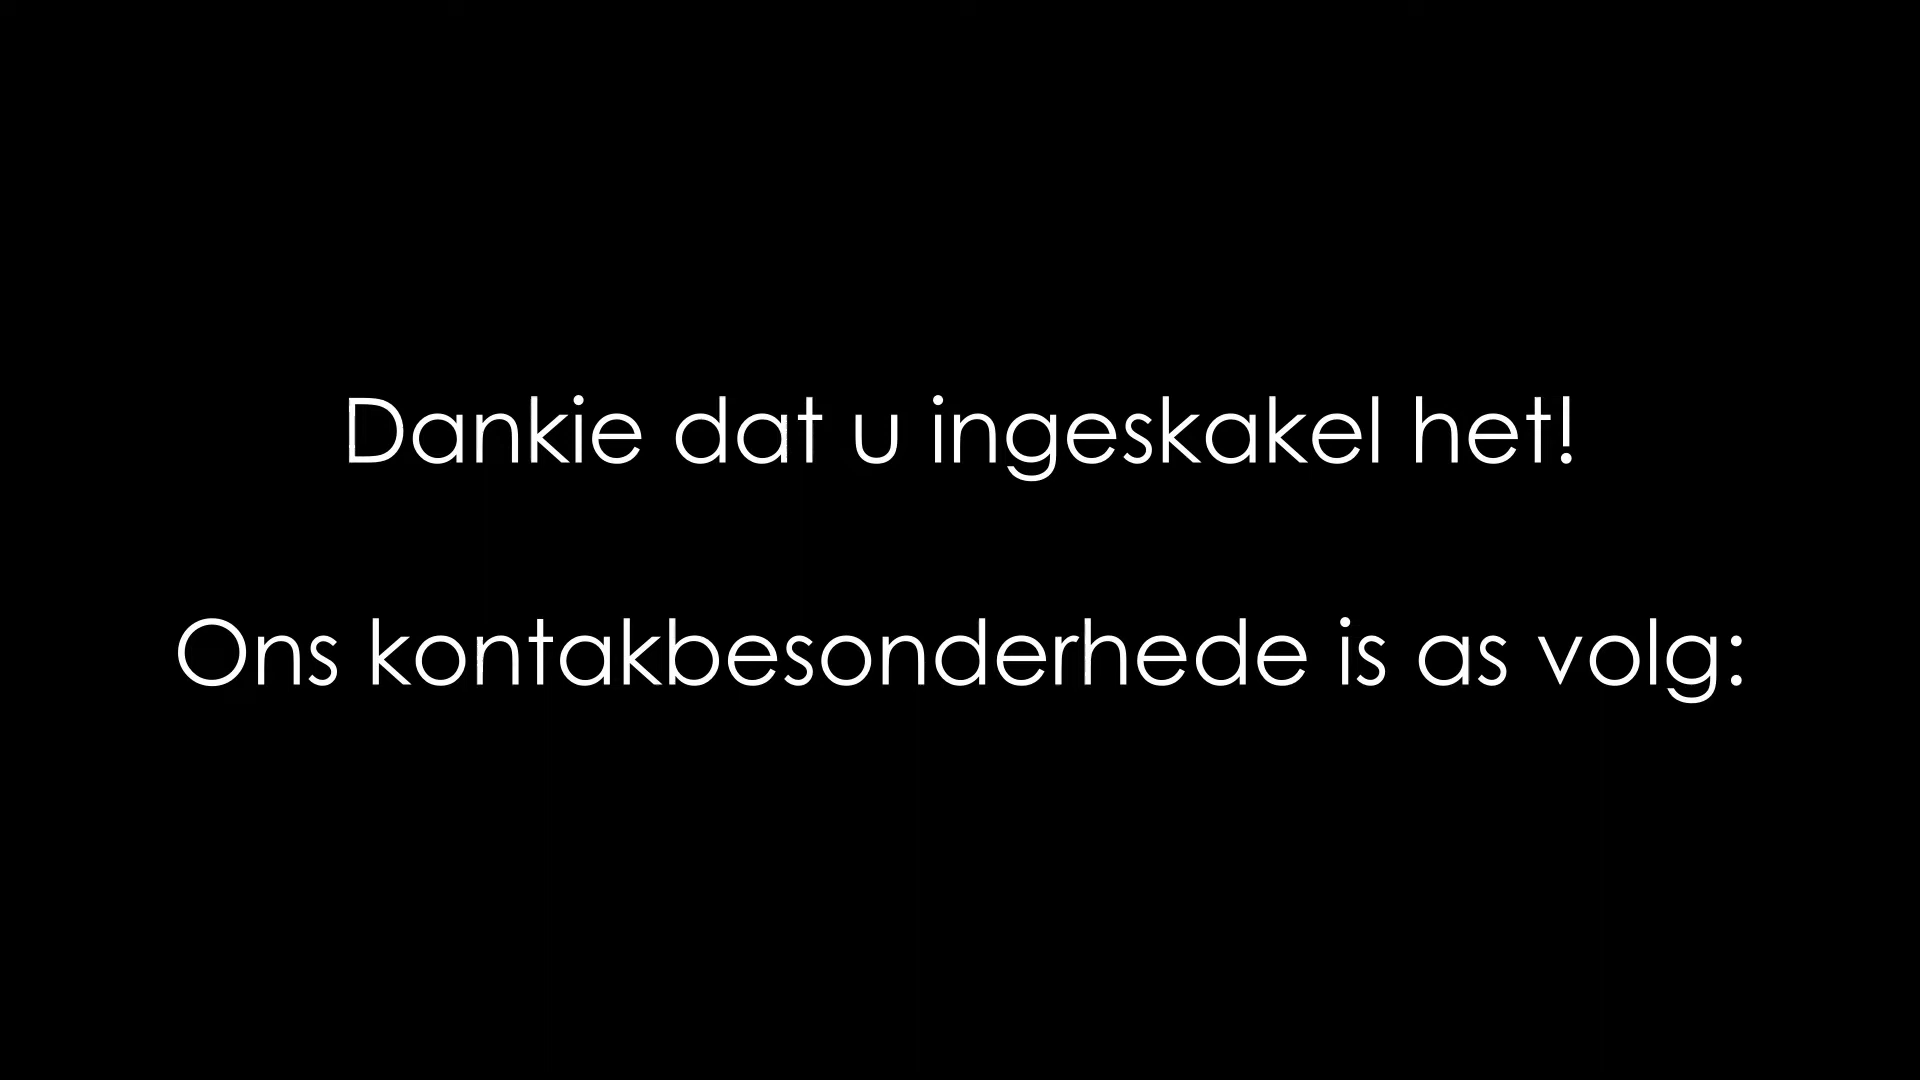 Dankie dat u ingeskakel het!
Ons kontakbesonderhede is as volg: